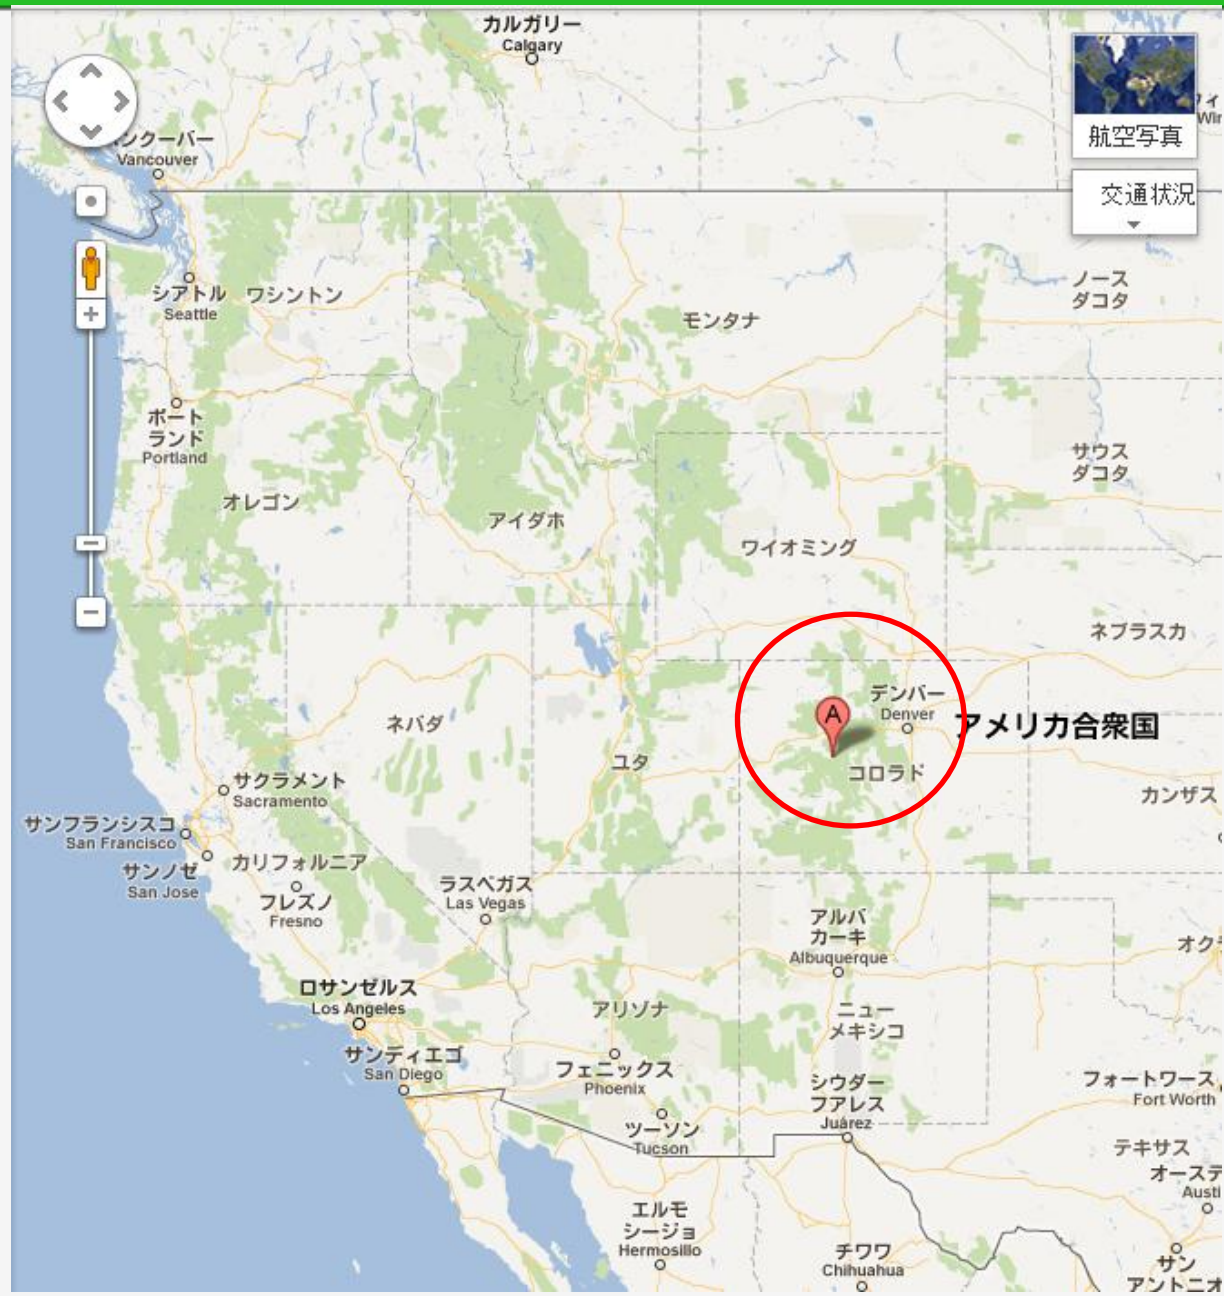 カルガリー
Calgary
航空写真
Vancouver
交通状況
シアトル
Seattle
ワシントン
モンタナ
ノース
ダコタ
ポート
ランド
Portland
サウス
ダコタ
オレゴン
アイダホ
ワイオミング
ネブラスカ
デンバー
Denver
A
アメリカ合衆国
ネバダ
ユタ
コロラド
カンザス
サクラメント
Sacramento
サンフランシスコ
San Francisco
サンノゼ
San Jose
カリフォルニア
フレズノ
Fresno
ラスベガス
Las Vegas
アルバ
カーキ
Albuquerque
ロサンゼルス
Los Angeles
アリゾナ
ニュー
メキシコ
サンディエゴ
San Diego
フェニックス
Phoenix
シウダー
フアレス
Juárez
フォートワース
Fort Worth
ツーソン
Tucson
テキサス
エルモ
シージョ
Hermosillo
チワワ
Chihuahua
サン